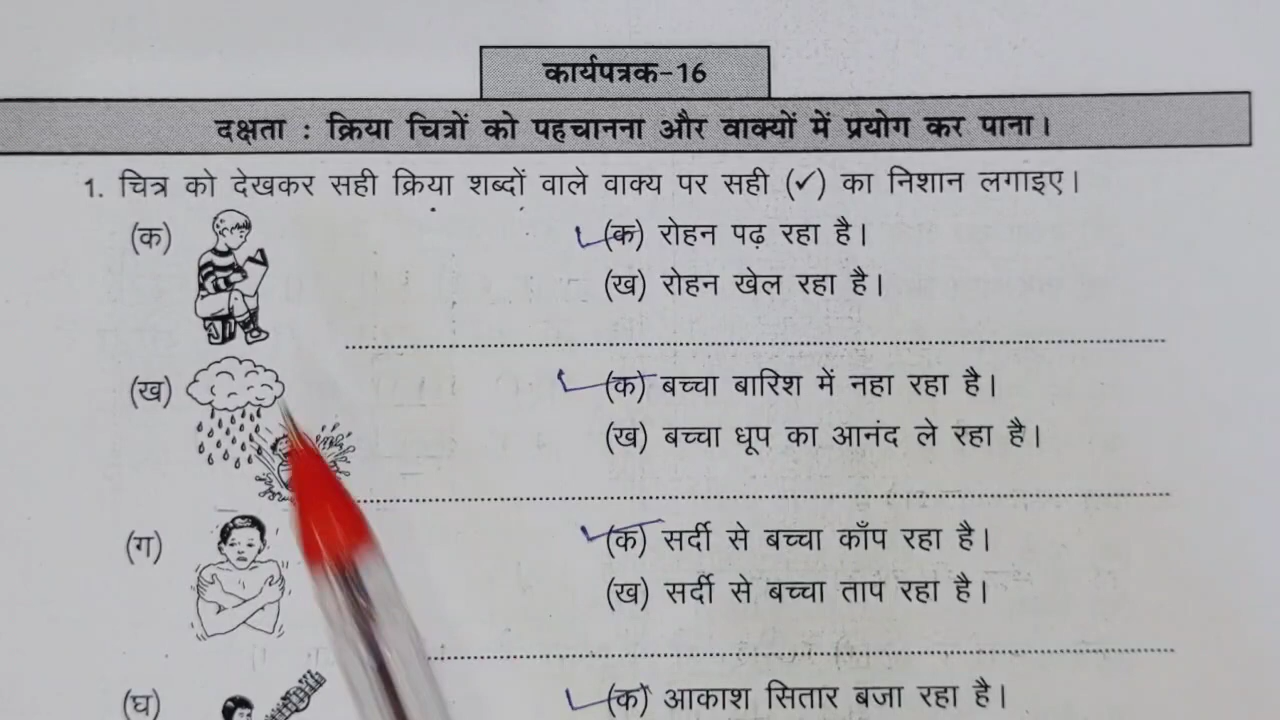 कार्यपत्रक-16
दक्षता : क्रिया चित्रों को पहचानना और वाक्यों में प्रयोग कर पाना।
1. चित्र को देखकर सही क्रिया शब्दों वाले वाक्य पर सही (✓) का निशान लगाइए।
(क)
(क) रोहन पढ़ रहा है।
(ख) रोहन खेल रहा है।
(ख)
(क) बच्चा बारिश में नहा रहा है।
(ख) बच्चा धूप का आनंद ले रहा है।
(ग)
(क) सर्दी से बच्चा काँप रहा है।
(ख) सर्दी से बच्चा ताप रहा है।
(घ)
(क) आकाश सितार बजा रहा है।